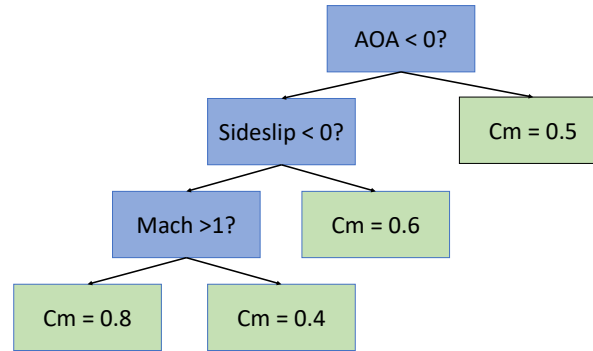 AOA < 0?
Sideslip < 0?
Cm = 0.5
Mach >1?
Cm = 0.6
Cm = 0.8
Cm = 0.4